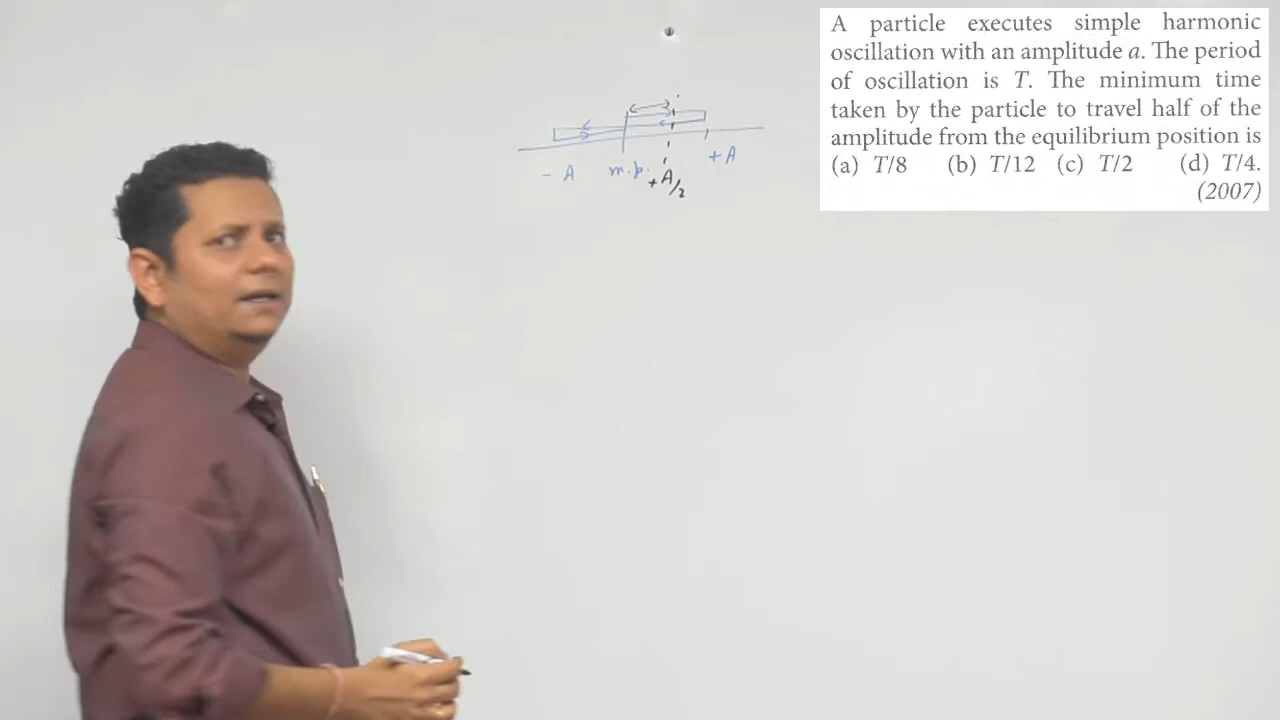 A particle executes simple harmonic
oscillation with an amplitude a. The period
of oscillation is T. The minimum time
taken by the particle to travel half of the
amplitude from the equilibrium position is
(a) T/8 (b) T/12 (c) T/2 (d) T/4.
(2007)
- A m.p. +A/2 +A